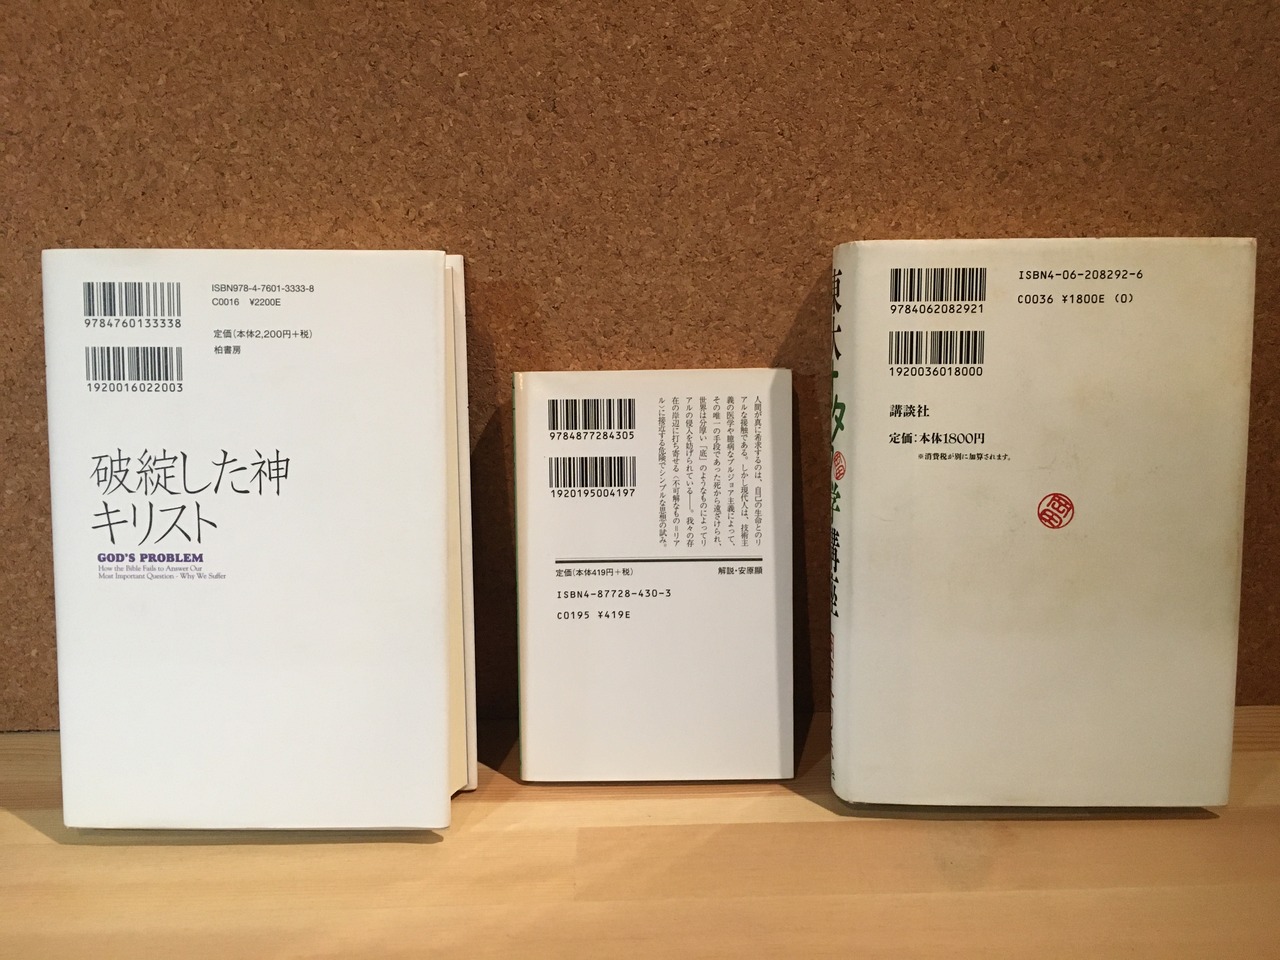 9784760133338
ISBN978-4-7601-3333-8
C0016 ¥2200E
1920016022003
定価(本体2,200円+税)
柏書房
破綻した神
キリスト
GOD'S PROBLEM
How the Bible Fails to Answer Our
Most Important Question - Why We Suffer
9784877284305
1920195004197
人間が真に希求するのは、自己の生命とのリ
アルな接触である。しかし現代人は、技術主
義の医学や臆病なブルジョア主義によって、
その唯一の手段であった死から遠ざけられ、
世界は分厚い「底」のようなものによってリ
アルの侵入を妨げられている——。我々の存
在の岸辺に打ち寄せる〈不可解なもの=リア
ル〉に接近する危険でシンプルな思想の試み。
定価(本体419円+税)
解説・安原顯
ISBN4-87728-430-3
C0195 ¥419E
9784062082921
ISBN4-06-208292-6
C0036 ¥1800E (0)
1920036018000
講談社
定価:本体1800円
※消費税が別に加算されます。